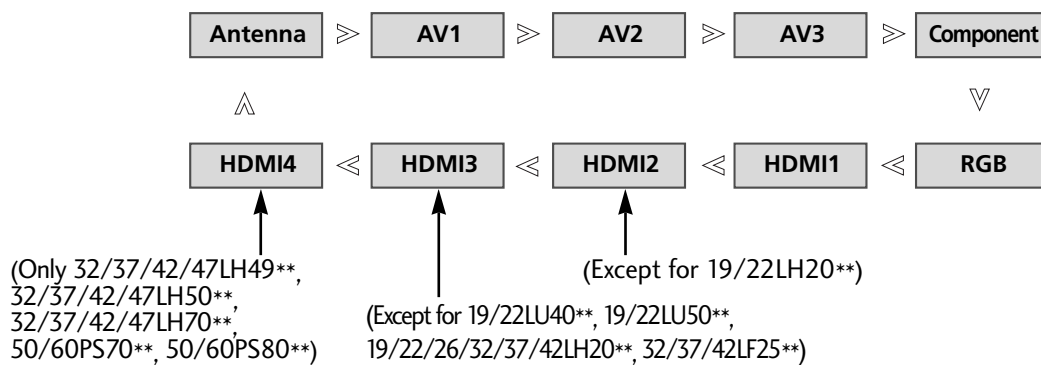 Antenna AV1 AV2 AV3 Component
HDMI4 HDMI3 HDMI2 HDMI1 RGB
(Only 32/37/42/47LH49**,
32/37/42/47LH50**,
32/37/42/47LH70**,
50/60PS70**, 50/60PS80**)
(Except for 19/22LU40**, 19/22LU50**,
19/22/26/32/37/42LH20**, 32/37/42LF25**)
(Except for 19/22LH20**)